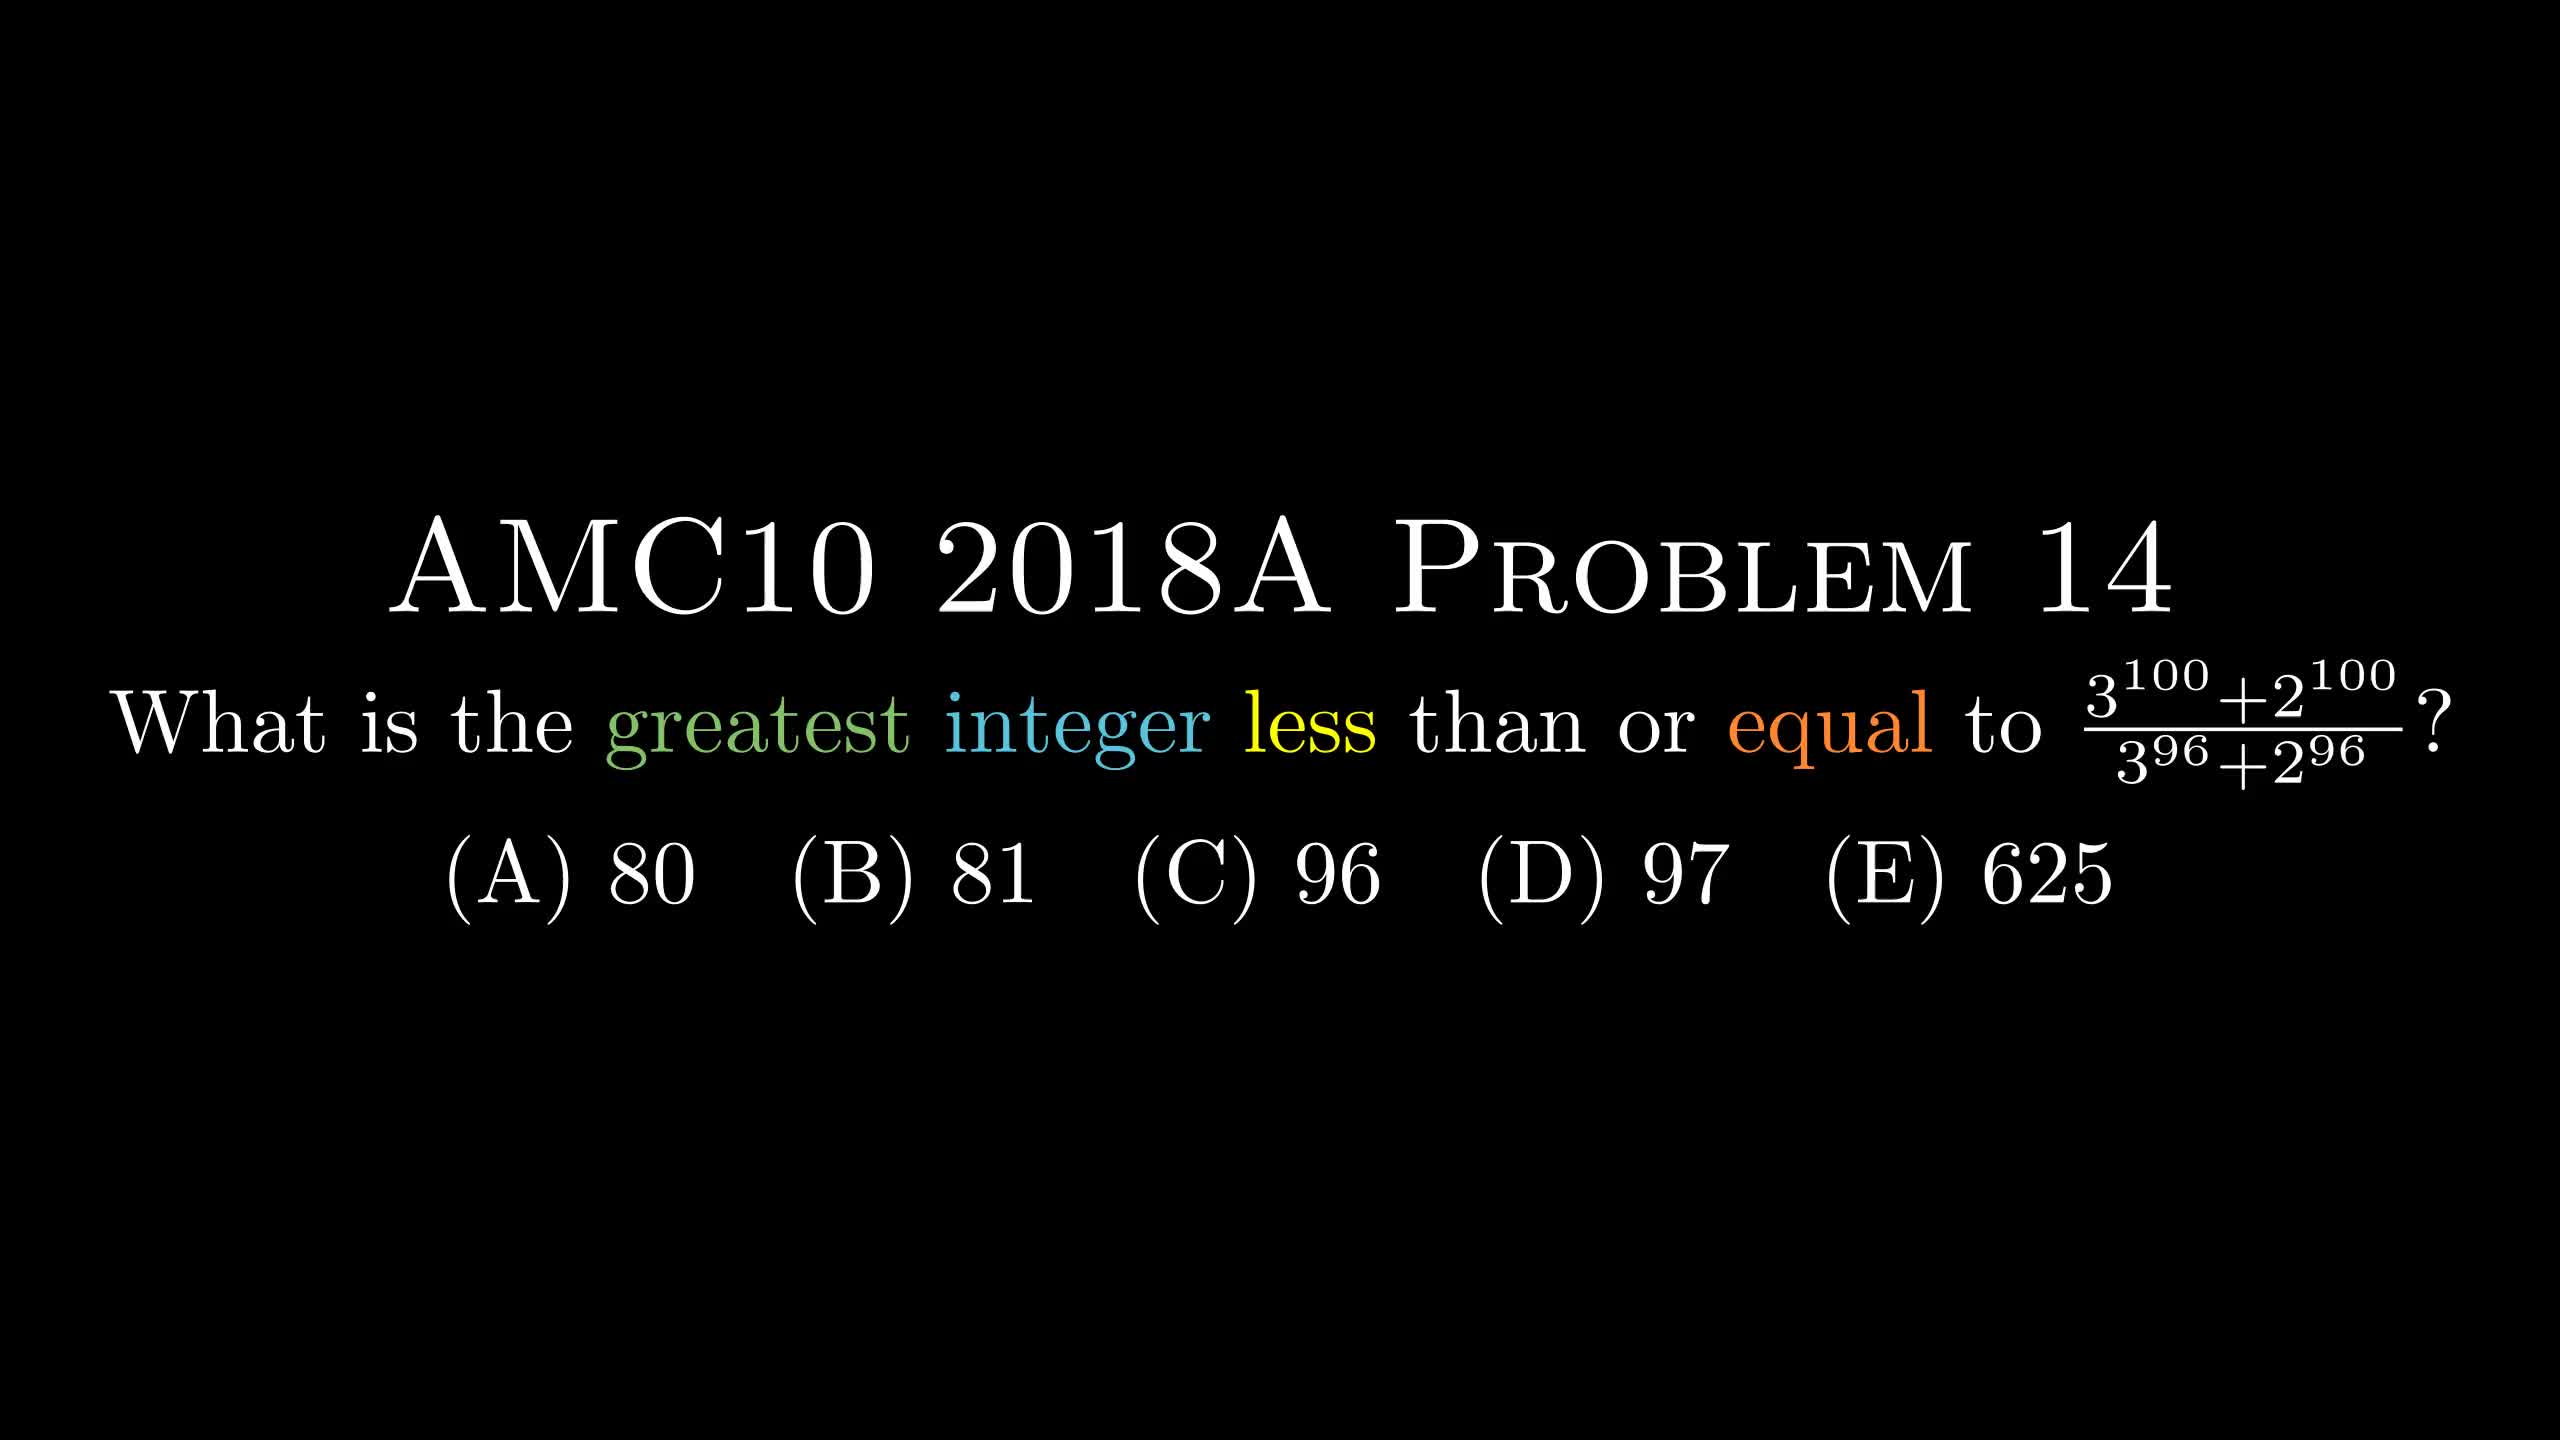 AMC10 2018A PROBLEM 14
What is the greatest integer less than or equal to \frac{3^{100}+2^{100}}{3^{96}+2^{96}}?
(A) 80 (B) 81 (C) 96 (D) 97 (E) 625